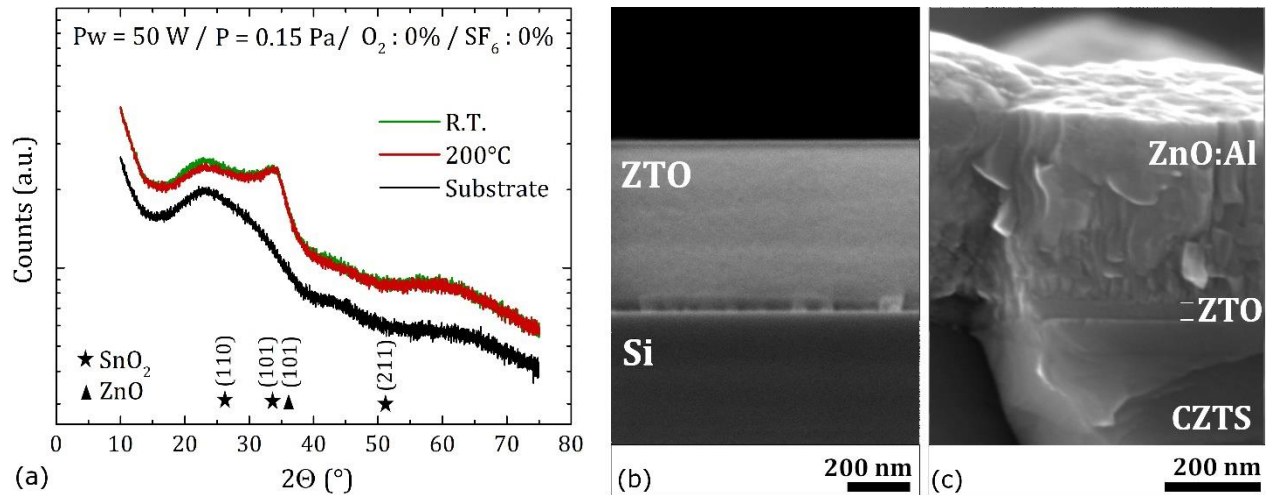 Pw = 50 W / P = 0.15 Pa/ O₂ : 0% / SF₆ : 0%
R.T.
200°C
Substrate
Counts (a.u.)
★ SnO₂
▲ ZnO
★ (110)
★ (101)
▲ (101)
★ (211)
0 10 20 30 40 50 60 70 80
2Θ (°)
(a)
ZTO
Si
200 nm
(b)
ZnO:Al
ZTO
CZTS
200 nm
(c)